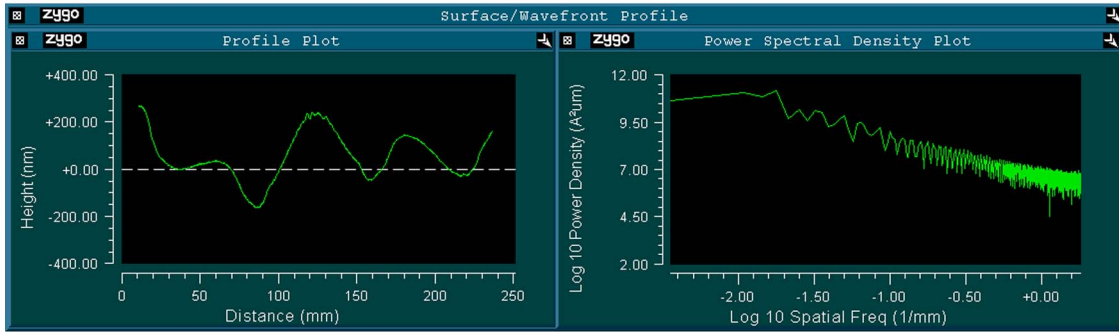 zygo Surface/Wavefront Profile
zygo Profile Plot
Height (nm)
+400.00
+200.00
+0.00
-200.00
-400.00
0 50 100 150 200 250
Distance (mm)
zygo Power Spectral Density Plot
Log 10 Power Density (A²um)
12.00
9.50
7.00
4.50
2.00
-2.00 -1.50 -1.00 -0.50 +0.00
Log 10 Spatial Freq (1/mm)